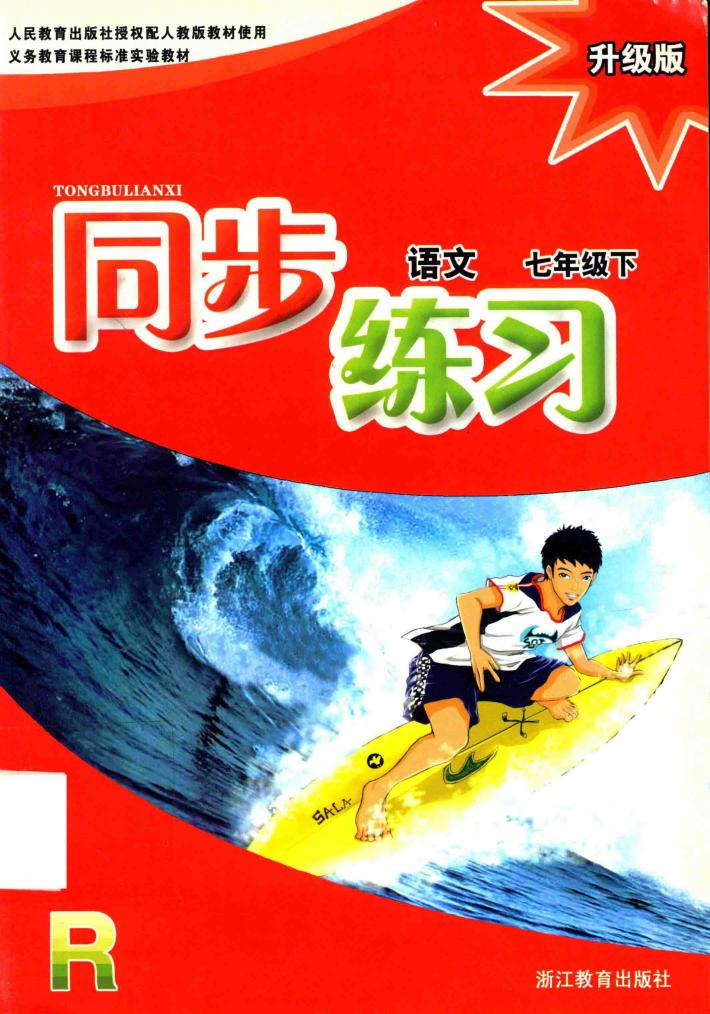 人民教育出版社授权配人教版教材使用
义务教育课程标准实验教材
升级版
TONGBULIANXI
同步
语文 七年级下
练习
SALA
R
浙江教育出版社